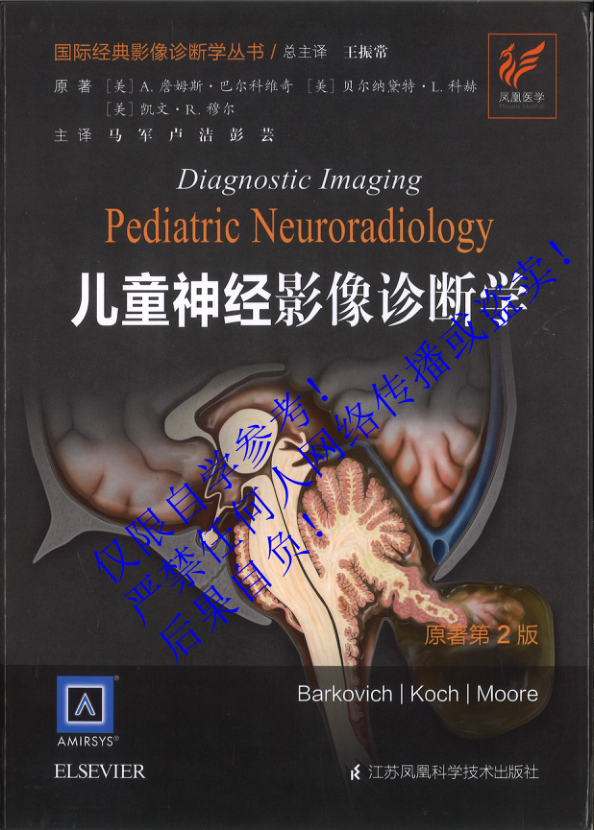 国际经典影像诊断学丛书/总主译 王振常
原著 [美] A. 詹姆斯·巴尔科维奇 [美] 贝尔纳黛特·L. 科赫
[美] 凯文·R. 穆尔
主译 马军 卢洁 彭芸
凤凰医学
Diagnostic Imaging
Pediatric Neuroradiology
儿童神经影像诊断学
仅限自学参考!
严禁任何人网络传播或盗卖!
后果自负!
原著第2版
Barkovich | Koch | Moore
AMIRSYS®
ELSEVIER
江苏凤凰科学技术出版社